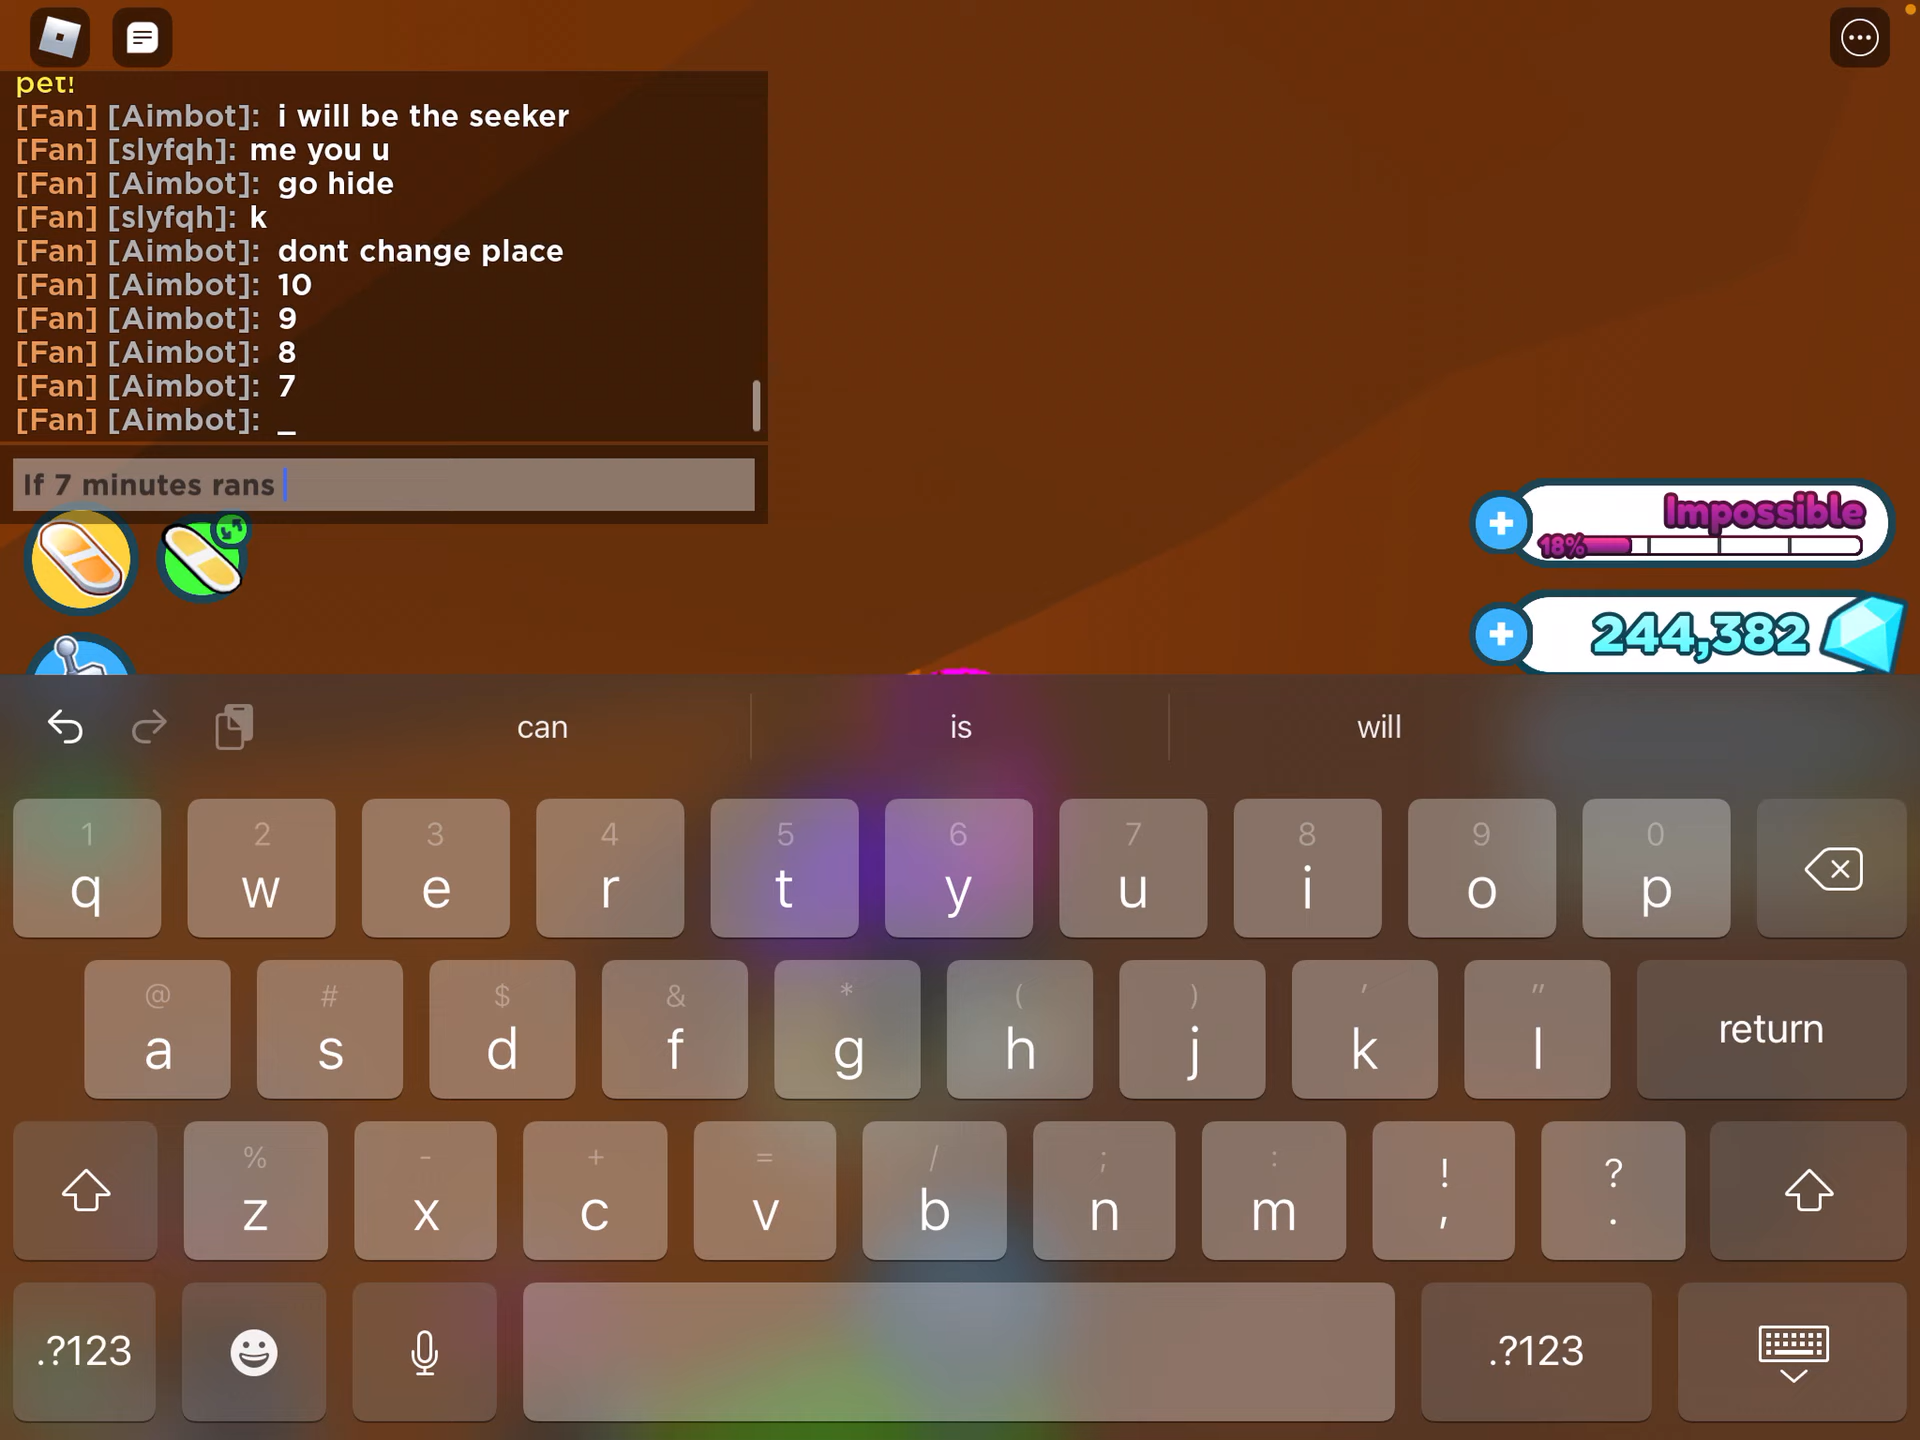 pet!
[Fan] [Aimbot]: i will be the seeker
[Fan] [slyfqh]: me you u
[Fan] [Aimbot]: go hide
[Fan] [slyfqh]: k
[Fan] [Aimbot]: dont change place
[Fan] [Aimbot]: 10
[Fan] [Aimbot]: 9
[Fan] [Aimbot]: 8
[Fan] [Aimbot]: 7
[Fan] [Aimbot]: _
If 7 minutes rans
Impossible
18%
244,382
can is will
1 2 3 4 5 6 7 8 9 0
q w e r t y u i o p
@ # $ & * ( ) ' "
a s d f g h j k l return
% - + = / ; : ! ?
z x c v b n m , .
.?123 .?123